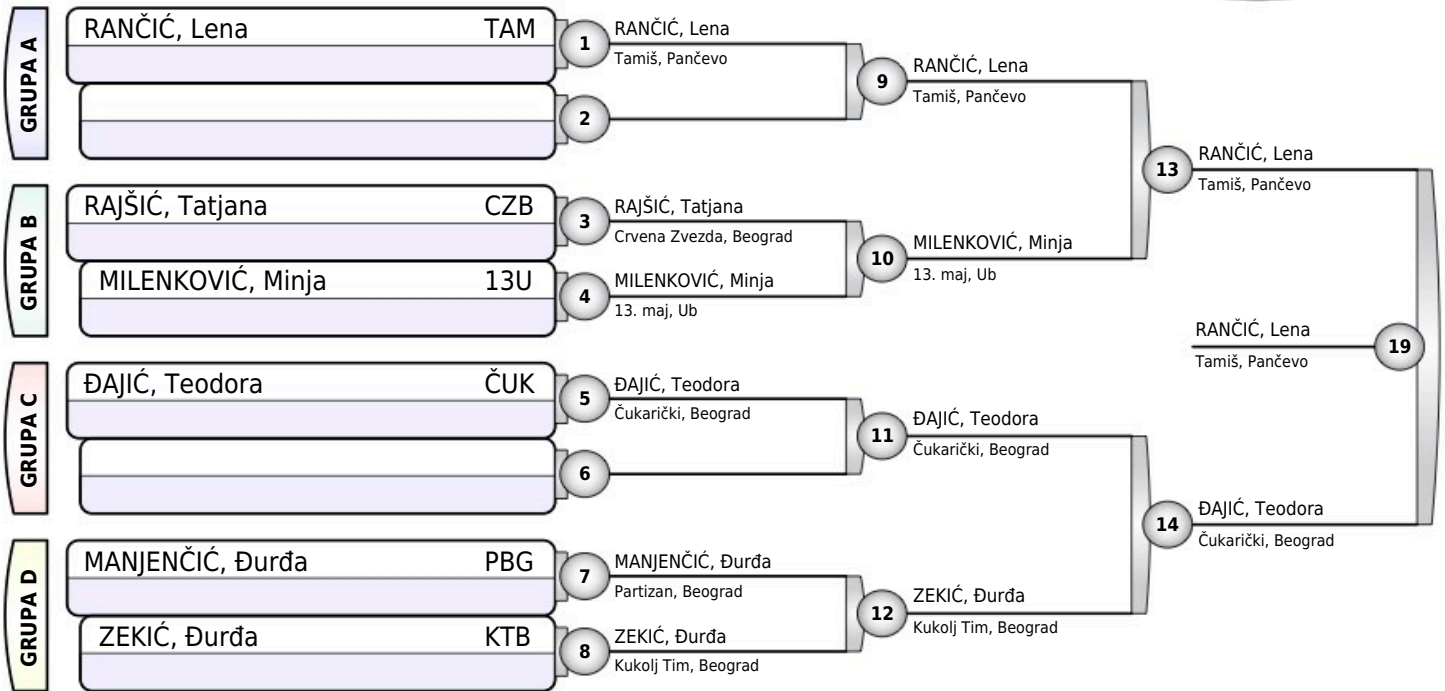 GRUPA A
RANČIĆ, Lena TAM
1
2
RANČIĆ, Lena
Tamiš, Pančevo
9
RANČIĆ, Lena
Tamiš, Pančevo
GRUPA B
RAJŠIĆ, Tatjana CZB
MILENKOVIĆ, Minja 13U
3
4
RAJŠIĆ, Tatjana
Crvena Zvezda, Beograd
MILENKOVIĆ, Minja
13. maj, Ub
10
MILENKOVIĆ, Minja
13. maj, Ub
13
RANČIĆ, Lena
Tamiš, Pančevo
GRUPA C
ĐAJIĆ, Teodora ČUK
5
6
ĐAJIĆ, Teodora
Čukarički, Beograd
11
ĐAJIĆ, Teodora
Čukarički, Beograd
GRUPA D
MANJENČIĆ, Đurđa PBG
ZEKIĆ, Đurđa KTB
7
8
MANJENČIĆ, Đurđa
Partizan, Beograd
ZEKIĆ, Đurđa
Kukolj Tim, Beograd
12
ZEKIĆ, Đurđa
Kukolj Tim, Beograd
14
ĐAJIĆ, Teodora
Čukarički, Beograd
RANČIĆ, Lena
Tamiš, Pančevo
19